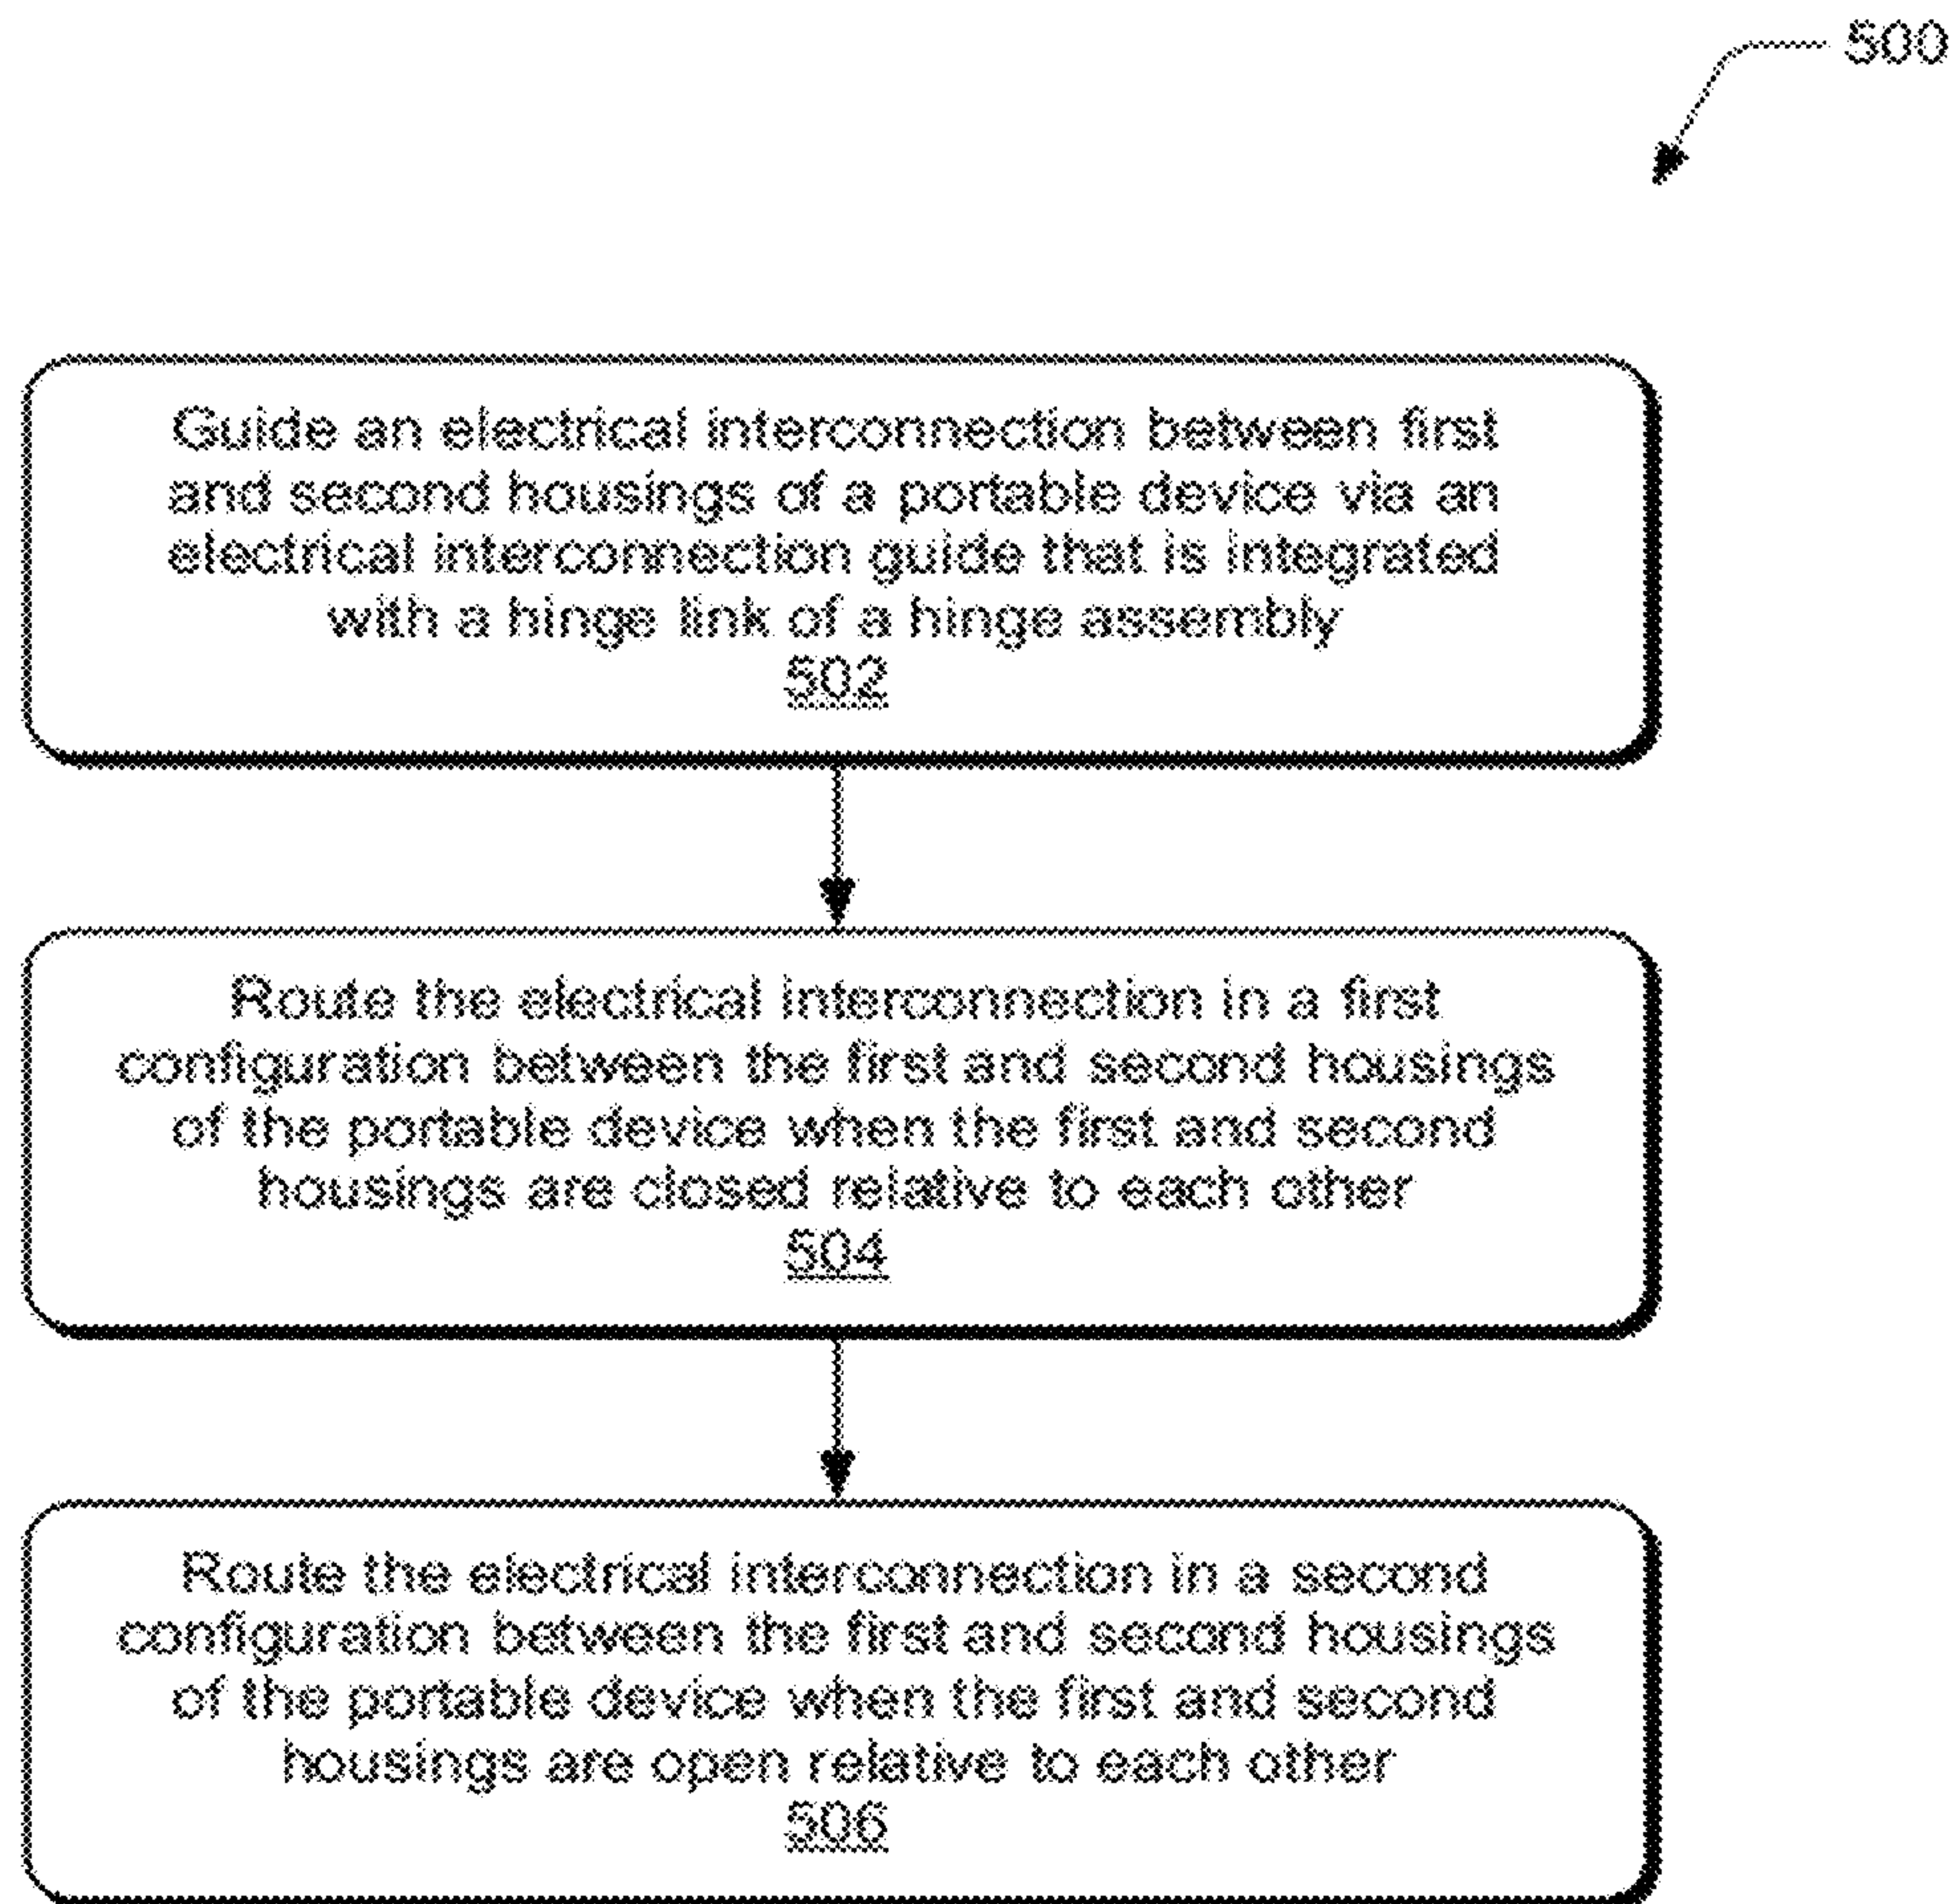 500
Guide an electrical interconnection between first
and second housings of a portable device via an
electrical interconnection guide that is integrated
with a hinge link of a hinge assembly
502
Route the electrical interconnection in a first
configuration between the first and second housings
of the portable device when the first and second
housings are closed relative to each other
504
Route the electrical interconnection in a second
configuration between the first and second housings
of the portable device when the first and second
housings are open relative to each other
506